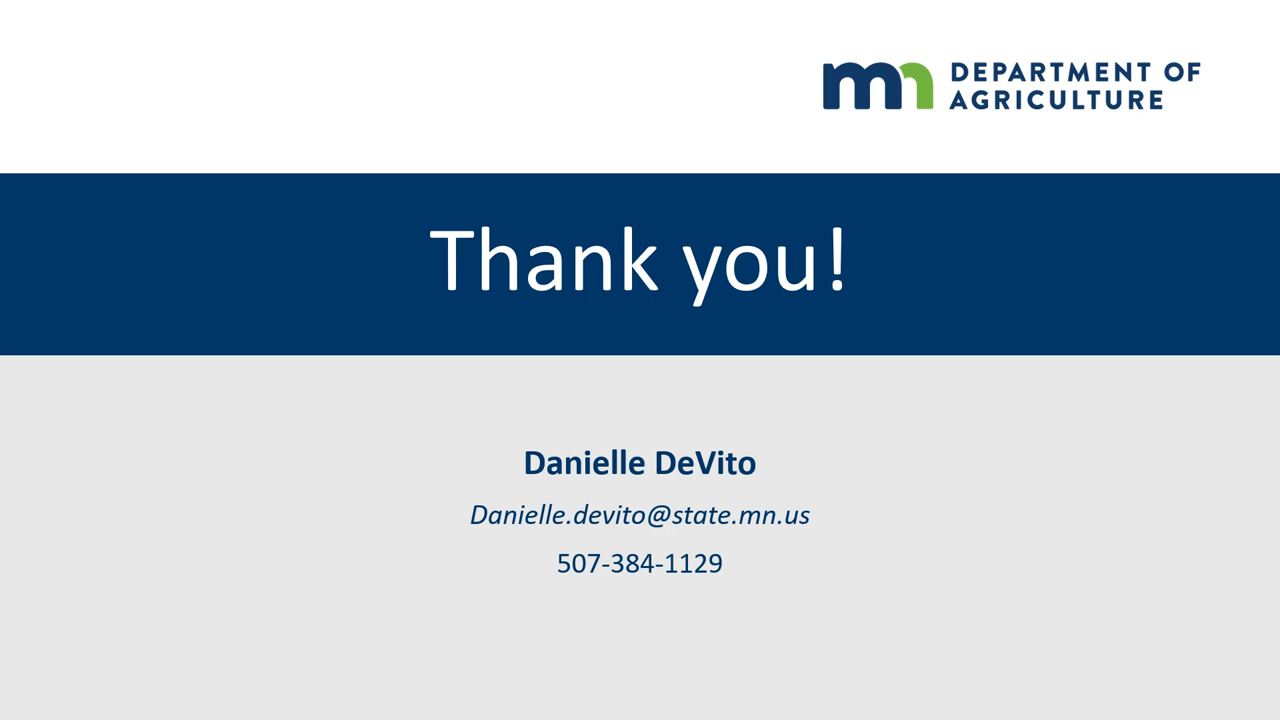 mn DEPARTMENT OF
AGRICULTURE
Thank you!
Danielle DeVito
Danielle.devito@state.mn.us
507-384-1129